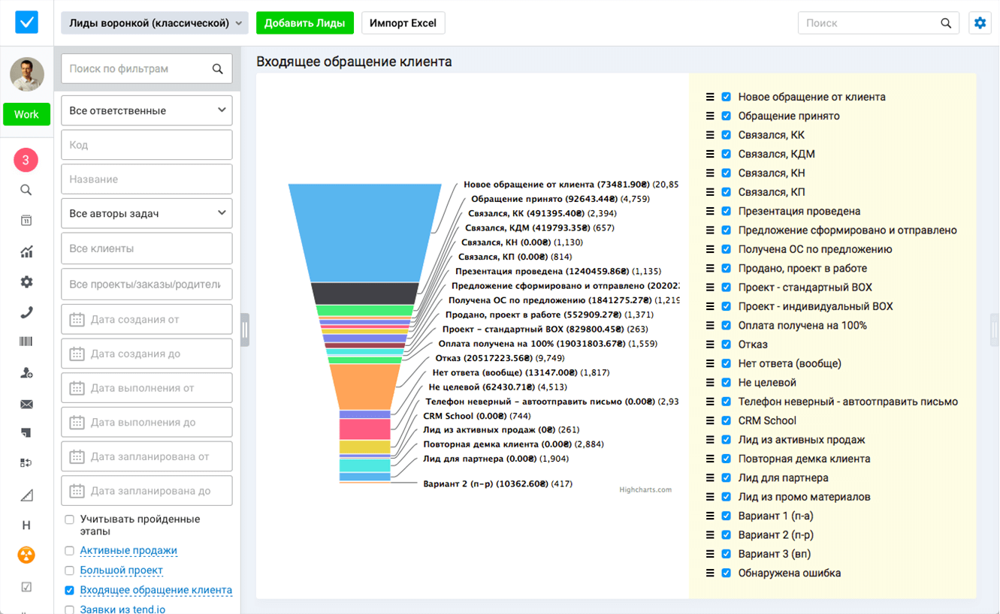 Лиды воронкой (классической)
Добавить Лиды
Импорт Excel
Поиск
Work
3
11
H
Поиск по фильтрам
Все ответственные
Код
Название
Все авторы задач
Все клиенты
Все проекты/заказы/родители
Дата создания от
Дата создания до
Дата выполнения от
Дата выполнения до
Дата запланирована от
Дата запланирована до
Учитывать пройденные
этапы
Активные продажи
Большой проект
Входящее обращение клиента
Заявки из tend.io
Входящее обращение клиента
Новое обращение от клиента (73481.90₴) (20,85
Обращение принято (92643.44₴) (4,759)
Связался, КК (491395.40₴) (2,394)
Связался, КДМ (419793.35₴) (657)
Связался, КН (0.00₴) (1,130)
Связался, КП (0.00₴) (814)
Презентация проведена (1240459.86₴) (1,135)
Предложение сформировано и отправлено (20202
Получена ОС по предложению (1841275.27₴) (1,219
Продано, проект в работе (552909.27₴) (1,371)
Проект – стандартный BOX (829800.45₴) (263)
Оплата получена на 100% (19031803.67₴) (1,559)
Отказ (20517223.56₴) (9,749)
Нет ответа (вообще) (13147.00₴) (1,817)
Не целевой (62430.71₴) (4,513)
Телефон неверный – автоотправить письмо (0.00₴) (2,93
CRM School (0.00₴) (744)
Лид из активных продаж (0₴) (261)
Повторная демка клиента (0.00₴) (2,884)
Лид для партнера (0.00₴) (1,904)
Вариант 2 (п–р) (10362.60₴) (417)
Highcharts.com
Новое обращение от клиента
Обращение принято
Связался, КК
Связался, КДМ
Связался, КН
Связался, КП
Презентация проведена
Предложение сформировано и отправлено
Получена ОС по предложению
Продано, проект в работе
Проект - стандартный BOX
Проект - индивидуальный BOX
Оплата получена на 100%
Отказ
Нет ответа (вообще)
Не целевой
Телефон неверный - автоотправить письмо
CRM School
Лид из активных продаж
Повторная демка клиента
Лид для партнера
Лид из промо материалов
Вариант 1 (п-а)
Вариант 2 (п-р)
Вариант 3 (вп)
Обнаружена ошибка